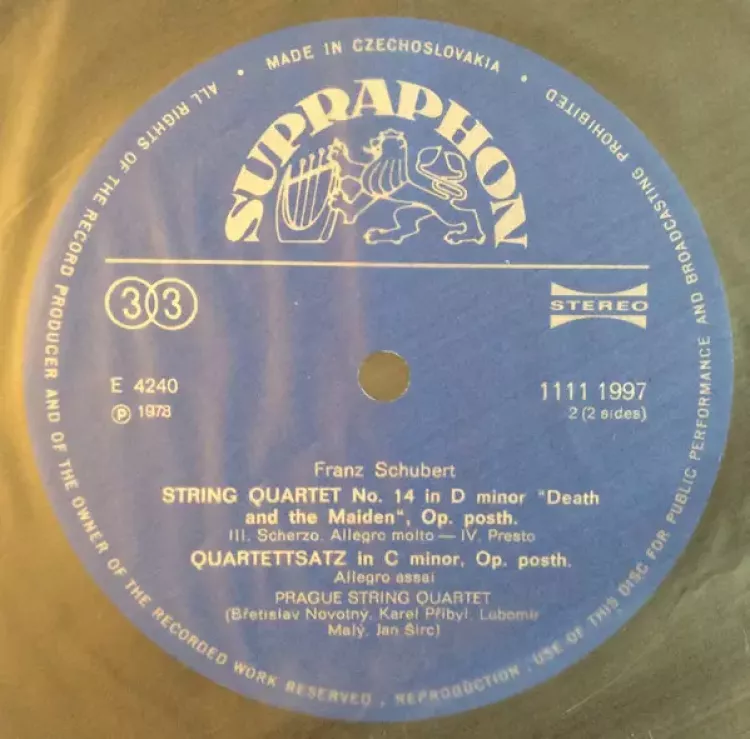 MADE IN CZECHOSLOVAKIA
ALL RIGHTS OF THE RECORD PRODUCER AND OF THE OWNER OF THE RECORDED WORK RESERVED . REPRODUCTION . USE OF THIS DISC FOR PUBLIC PERFORMANCE AND BROADCASTING PROHIBITED
SUPRAPHON
33
STEREO
E 4240
Ⓟ 1978
1111 1997
2 (2 sides)
Franz Schubert
STRING QUARTET No. 14 in D minor "Death
and the Maiden", Op. posth.
III. Scherzo. Allegro molto — IV. Presto
QUARTETTSATZ in C minor, Op. posth.
Allegro assai
PRAGUE STRING QUARTET
(Břetislav Novotný, Karel Přibyl, Lubomír
Malý, Jan Širc)